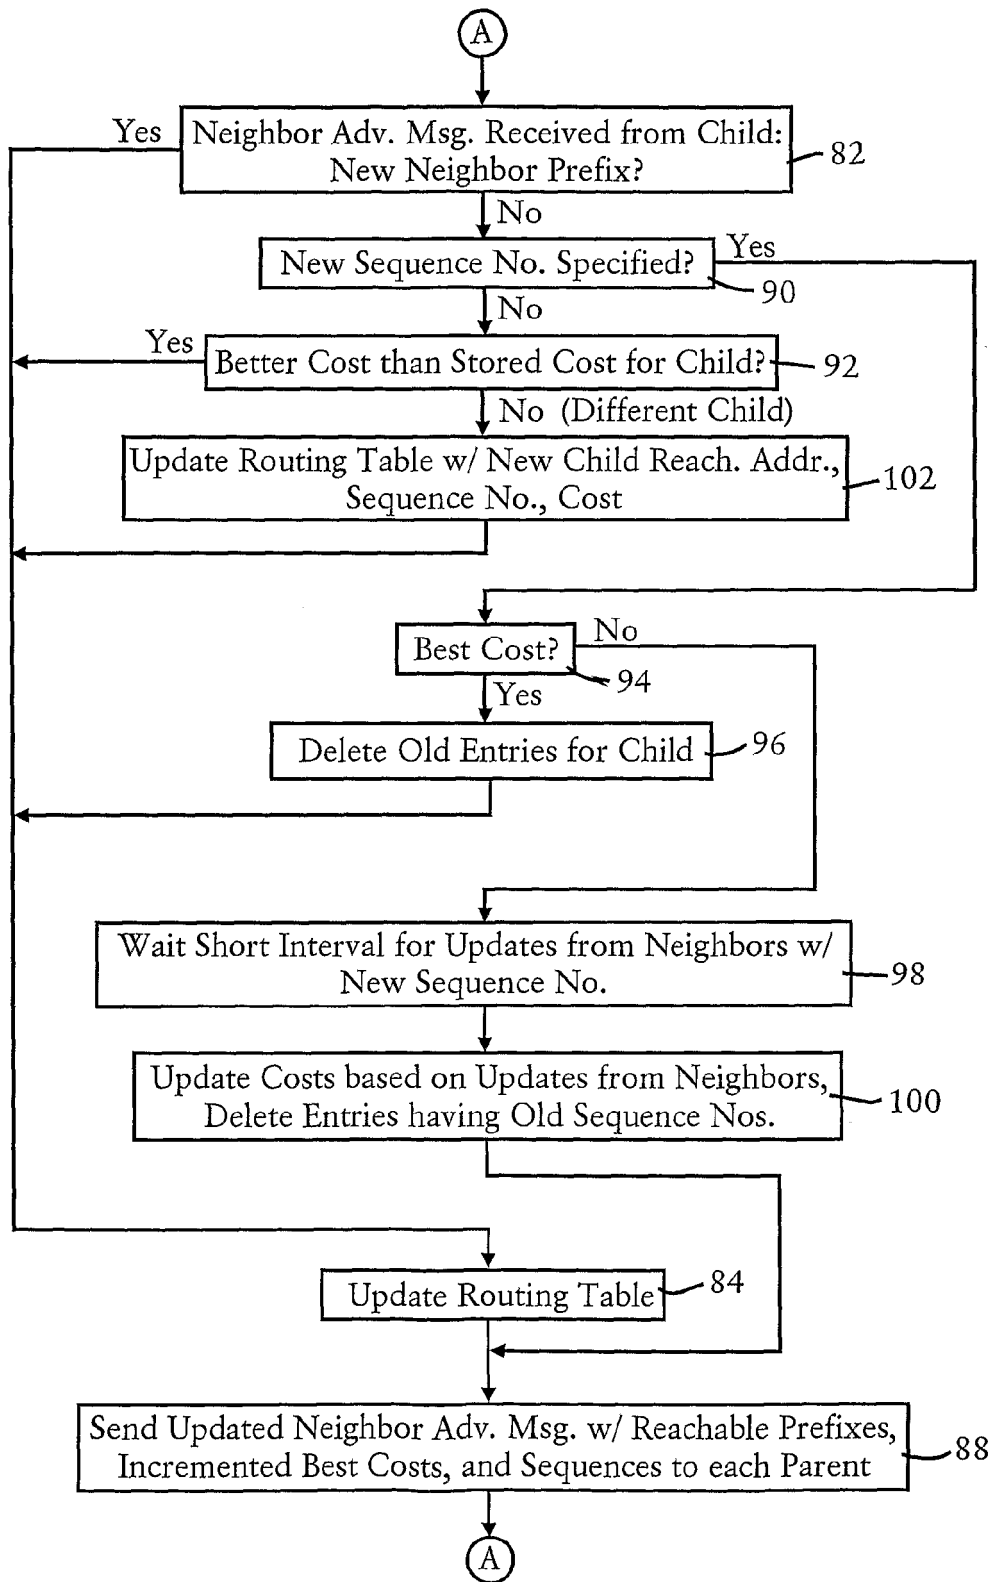 A
Yes
Neighbor Adv. Msg. Received from Child:
New Neighbor Prefix?
82
No
New Sequence No. Specified?
Yes
90
No
Yes
Better Cost than Stored Cost for Child?
92
No (Different Child)
Update Routing Table w/ New Child Reach. Addr.,
Sequence No., Cost
102
Best Cost?
No
94
Yes
Delete Old Entries for Child
96
Wait Short Interval for Updates from Neighbors w/
New Sequence No.
98
Update Costs based on Updates from Neighbors,
Delete Entries having Old Sequence Nos.
100
Update Routing Table
84
Send Updated Neighbor Adv. Msg. w/ Reachable Prefixes,
Incremented Best Costs, and Sequences to each Parent
88
A